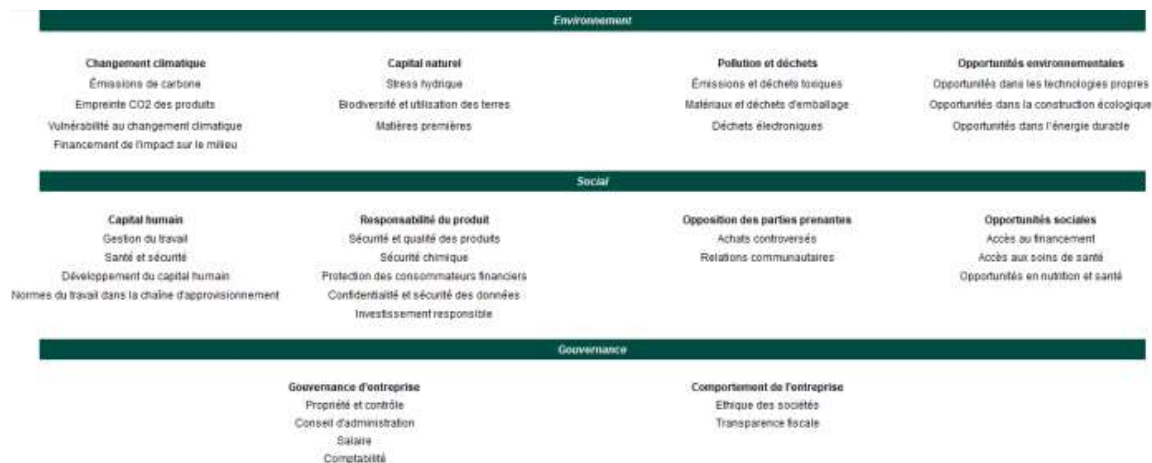 Environnement
Changement climatique
Émissions de carbone
Empreinte CO2 des produits
Vulnérabilité au changement climatique
Financement de l'impact sur le milieu
Capital naturel
Stress hydrique
Biodiversité et utilisation des terres
Matières premières
Pollution et déchets
Émissions et déchets toxiques
Matériaux et déchets d'emballage
Déchets électroniques
Opportunités environnementales
Opportunités dans les technologies propres
Opportunités dans la construction écologique
Opportunités dans l'énergie durable
Social
Capital humain
Gestion du travail
Santé et sécurité
Développement du capital humain
Normes du travail dans la chaîne d'approvisionnement
Responsabilité du produit
Sécurité et qualité des produits
Sécurité chimique
Protection des consommateurs financiers
Confidentialité et sécurité des données
Investissement responsible
Opposition des parties prenantes
Achats controversés
Relations communautaires
Opportunités sociales
Accès au financement
Accès aux soins de santé
Opportunités en nutrition et santé
Gouvernance
Gouvernance d'entreprise
Propriété et contrôle
Conseil d'administration
Salaire
Comptabilité
Comportement de l'entreprise
Ethique des sociétés
Transparence fiscale